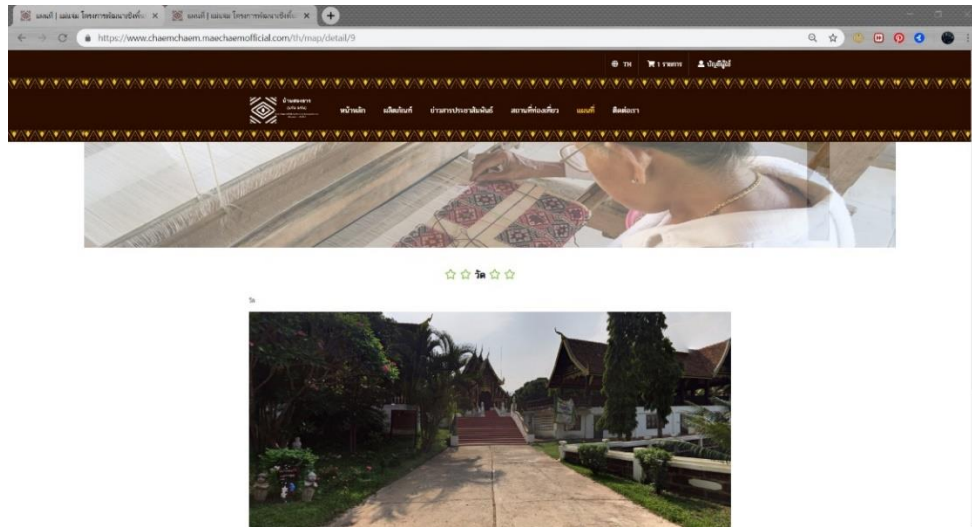 แผนที่ | แม่แจ่ม โครงการพัฒนาเชิงพื้น
แผนที่ | แม่แจ่ม โครงการพัฒนาเชิงพื้น
https://www.chaemchaem.maechaemofficial.com/th/map/detail/9
TH
1 รายการ
บัญชีผู้ใช้
หน้าหลัก
ผลิตภัณฑ์
ข่าวสารประชาสัมพันธ์
สถานที่ท่องเที่ยว
แผนที่
ติดต่อเรา
วัด
วัด